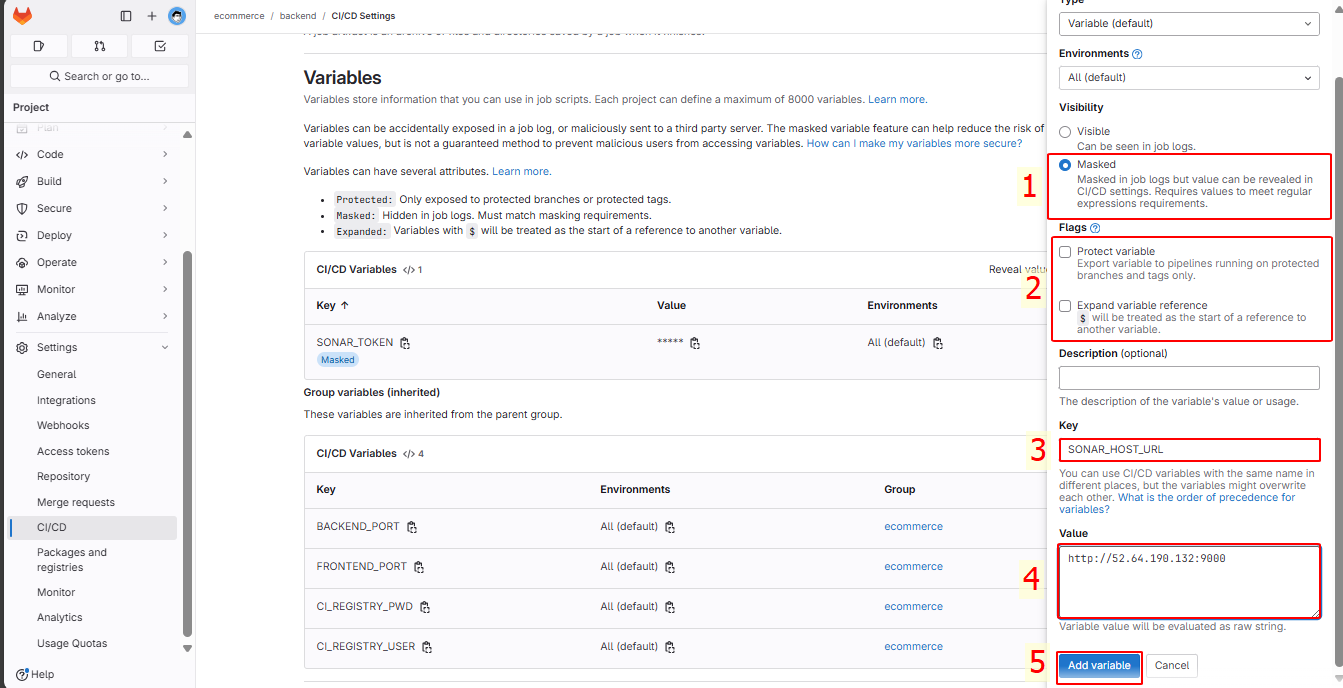 ecommerce / backend / CI/CD Settings
Search or go to...
Project
Plan
Code
Build
Secure
Deploy
Operate
Monitor
Analyze
Settings
General
Integrations
Webhooks
Access tokens
Repository
Merge requests
CI/CD
Packages and
registries
Monitor
Analytics
Usage Quotas
Help
A job artifact is an archive of files and directories saved by a job when it finishes.
Variables
Variables store information that you can use in job scripts. Each project can define a maximum of 8000 variables. Learn more.
Variables can be accidentally exposed in a job log, or maliciously sent to a third party server. The masked variable feature can help reduce the risk of
variable values, but is not a guaranteed method to prevent malicious users from accessing variables. How can I make my variables more secure?
Variables can have several attributes. Learn more.
Protected: Only exposed to protected branches or protected tags.
Masked: Hidden in job logs. Must match masking requirements.
Expanded: Variables with $ will be treated as the start of a reference to another variable.
CI/CD Variables </> 1
Reveal valu
Key ↑ Value Environments
SONAR_TOKEN ***** All (default)
Masked
Group variables (inherited)
These variables are inherited from the parent group.
CI/CD Variables </> 4
Key Environments Group
BACKEND_PORT All (default) ecommerce
FRONTEND_PORT All (default) ecommerce
CI_REGISTRY_PWD All (default) ecommerce
CI_REGISTRY_USER All (default) ecommerce
Type
Variable (default)
Environments
All (default)
Visibility
Visible
Can be seen in job logs.
1
Masked
Masked in job logs but value can be revealed in
CI/CD settings. Requires values to meet regular
expressions requirements.
Flags
2
Protect variable
Export variable to pipelines running on protected
branches and tags only.
Expand variable reference
$ will be treated as the start of a reference to
another variable.
Description (optional)
The description of the variable's value or usage.
Key
3
SONAR_HOST_URL
You can use CI/CD variables with the same name in
different places, but the variables might overwrite
each other. What is the order of precedence for
variables?
Value
4
http://52.64.190.132:9000
Variable value will be evaluated as raw string.
5
Add variable
Cancel